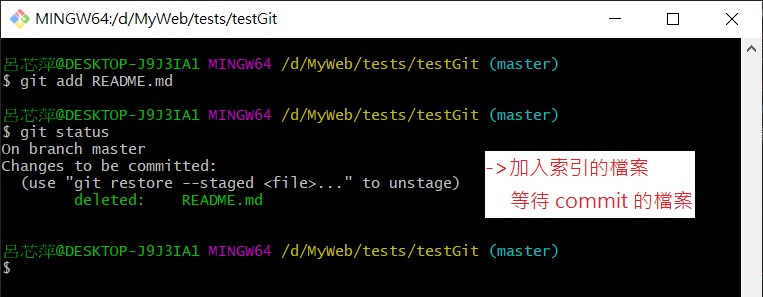 MINGW64:/d/MyWeb/tests/testGit
呂芯萍@DESKTOP-J9J3IA1 MINGW64 /d/MyWeb/tests/testGit (master)
$ git add README.md
呂芯萍@DESKTOP-J9J3IA1 MINGW64 /d/MyWeb/tests/testGit (master)
$ git status
On branch master
Changes to be committed:
  (use "git restore --staged <file>..." to unstage)
        deleted:    README.md
->加入索引的檔案
等待 commit 的檔案
呂芯萍@DESKTOP-J9J3IA1 MINGW64 /d/MyWeb/tests/testGit (master)
$